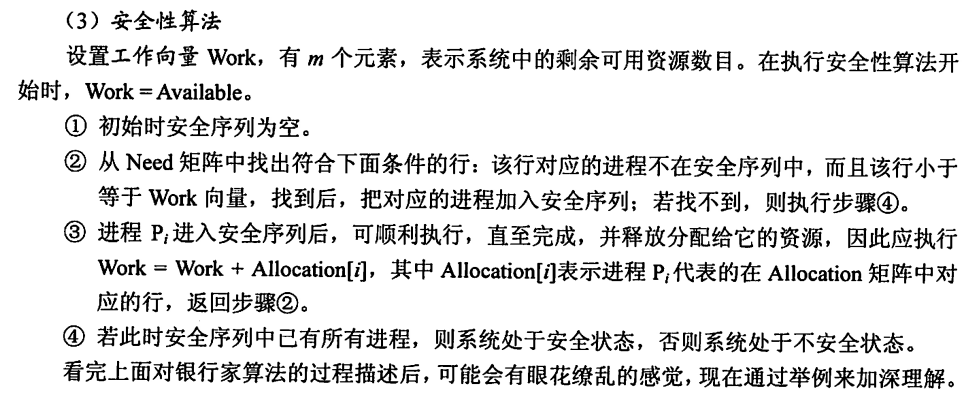 （3）安全性算法
设置工作向量 Work，有 m 个元素，表示系统中的剩余可用资源数目。在执行安全性算法开
始时，Work = Available。
① 初始时安全序列为空。
② 从 Need 矩阵中找出符合下面条件的行：该行对应的进程不在安全序列中，而且该行小于
等于 Work 向量，找到后，把对应的进程加入安全序列；若找不到，则执行步骤④。
③ 进程 Pi进入安全序列后，可顺利执行，直至完成，并释放分配给它的资源，因此应执行
Work = Work + Allocation[i]，其中 Allocation[i]表示进程 Pi代表的在 Allocation 矩阵中对
应的行，返回步骤②。
④ 若此时安全序列中已有所有进程，则系统处于安全状态，否则系统处于不安全状态。
看完上面对银行家算法的过程描述后，可能会有眼花缭乱的感觉，现在通过举例来加深理解。